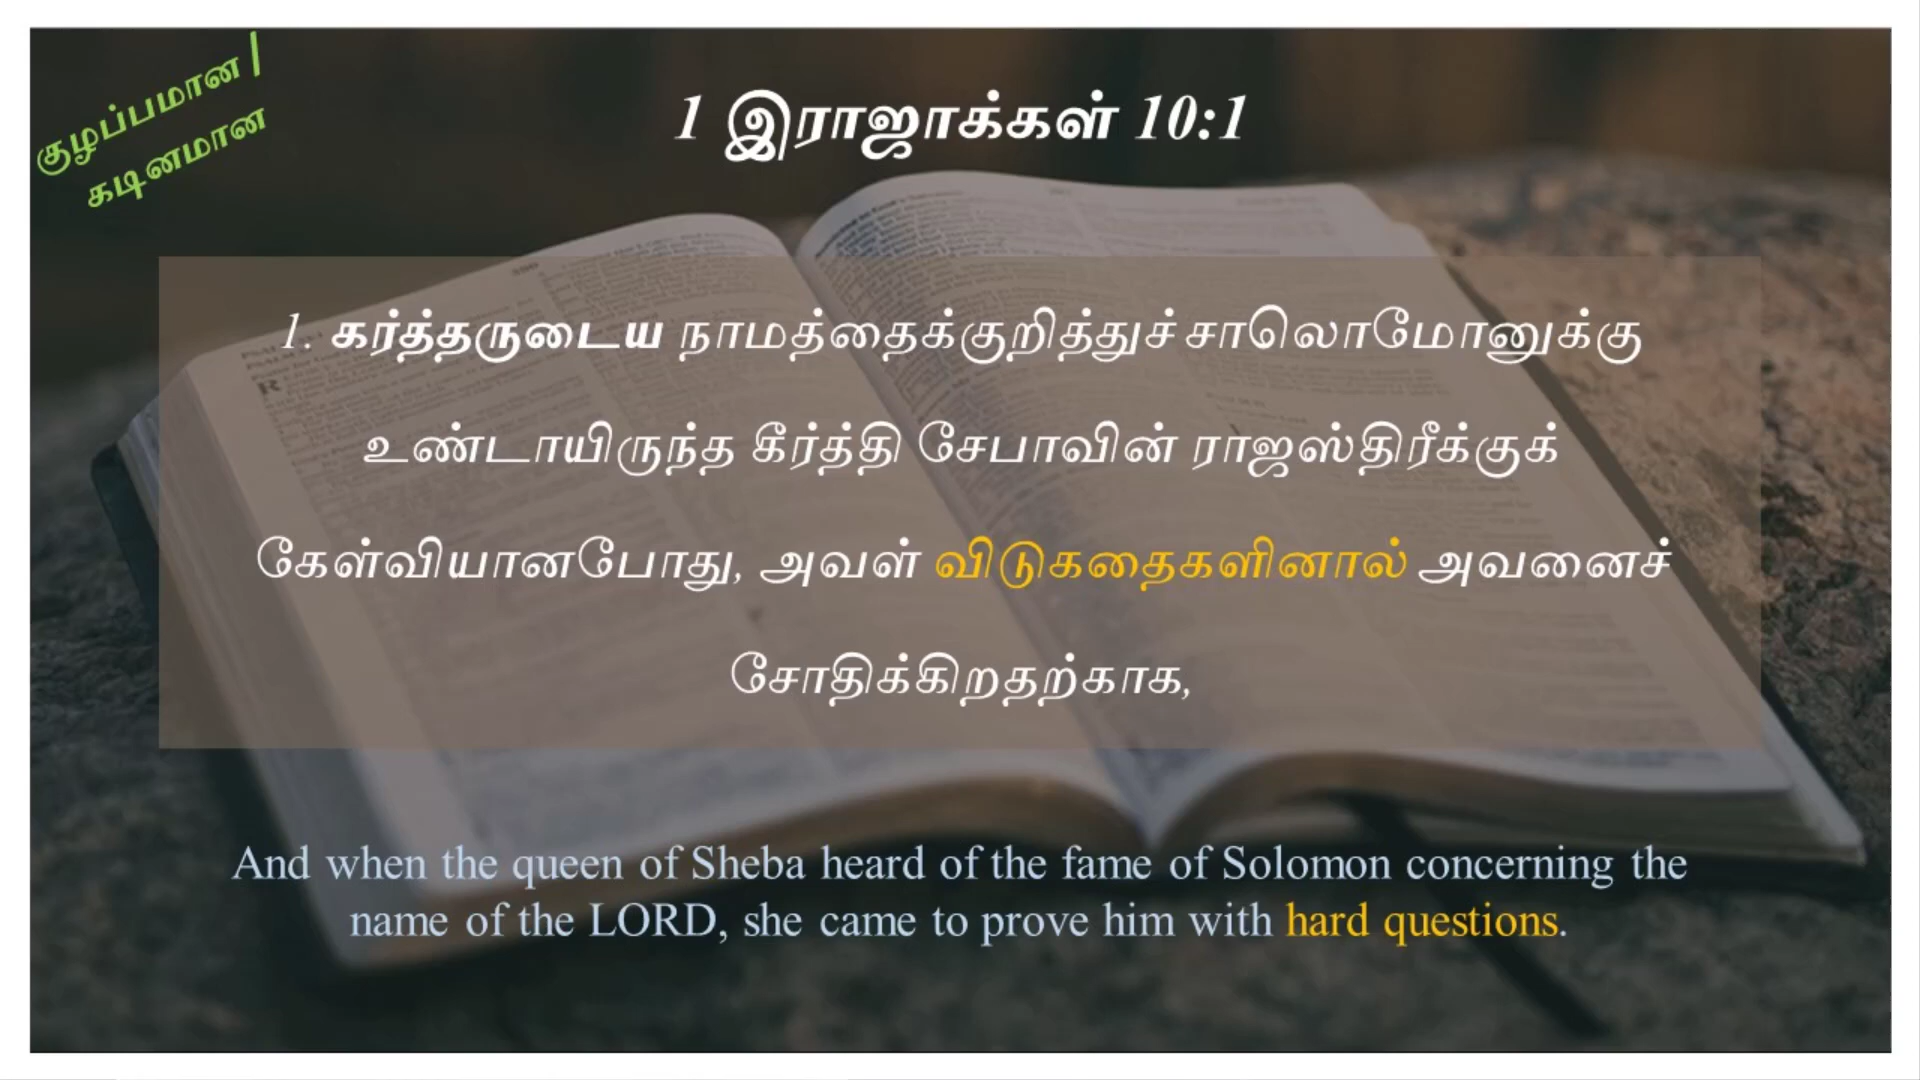 குழப்பமான /
கடினமான
1 இராஜாக்கள் 10:1
1. கர்த்தருடைய நாமத்தைக்குறித்துச் சாலொமோனுக்கு
உண்டாயிருந்த கீர்த்தி சேபாவின் ராஜஸ்திரீக்குக்
கேள்வியானபோது, அவள் விடுகதைகளினால் அவனைச்
சோதிக்கிறதற்காக,
And when the queen of Sheba heard of the fame of Solomon concerning the
name of the LORD, she came to prove him with hard questions.